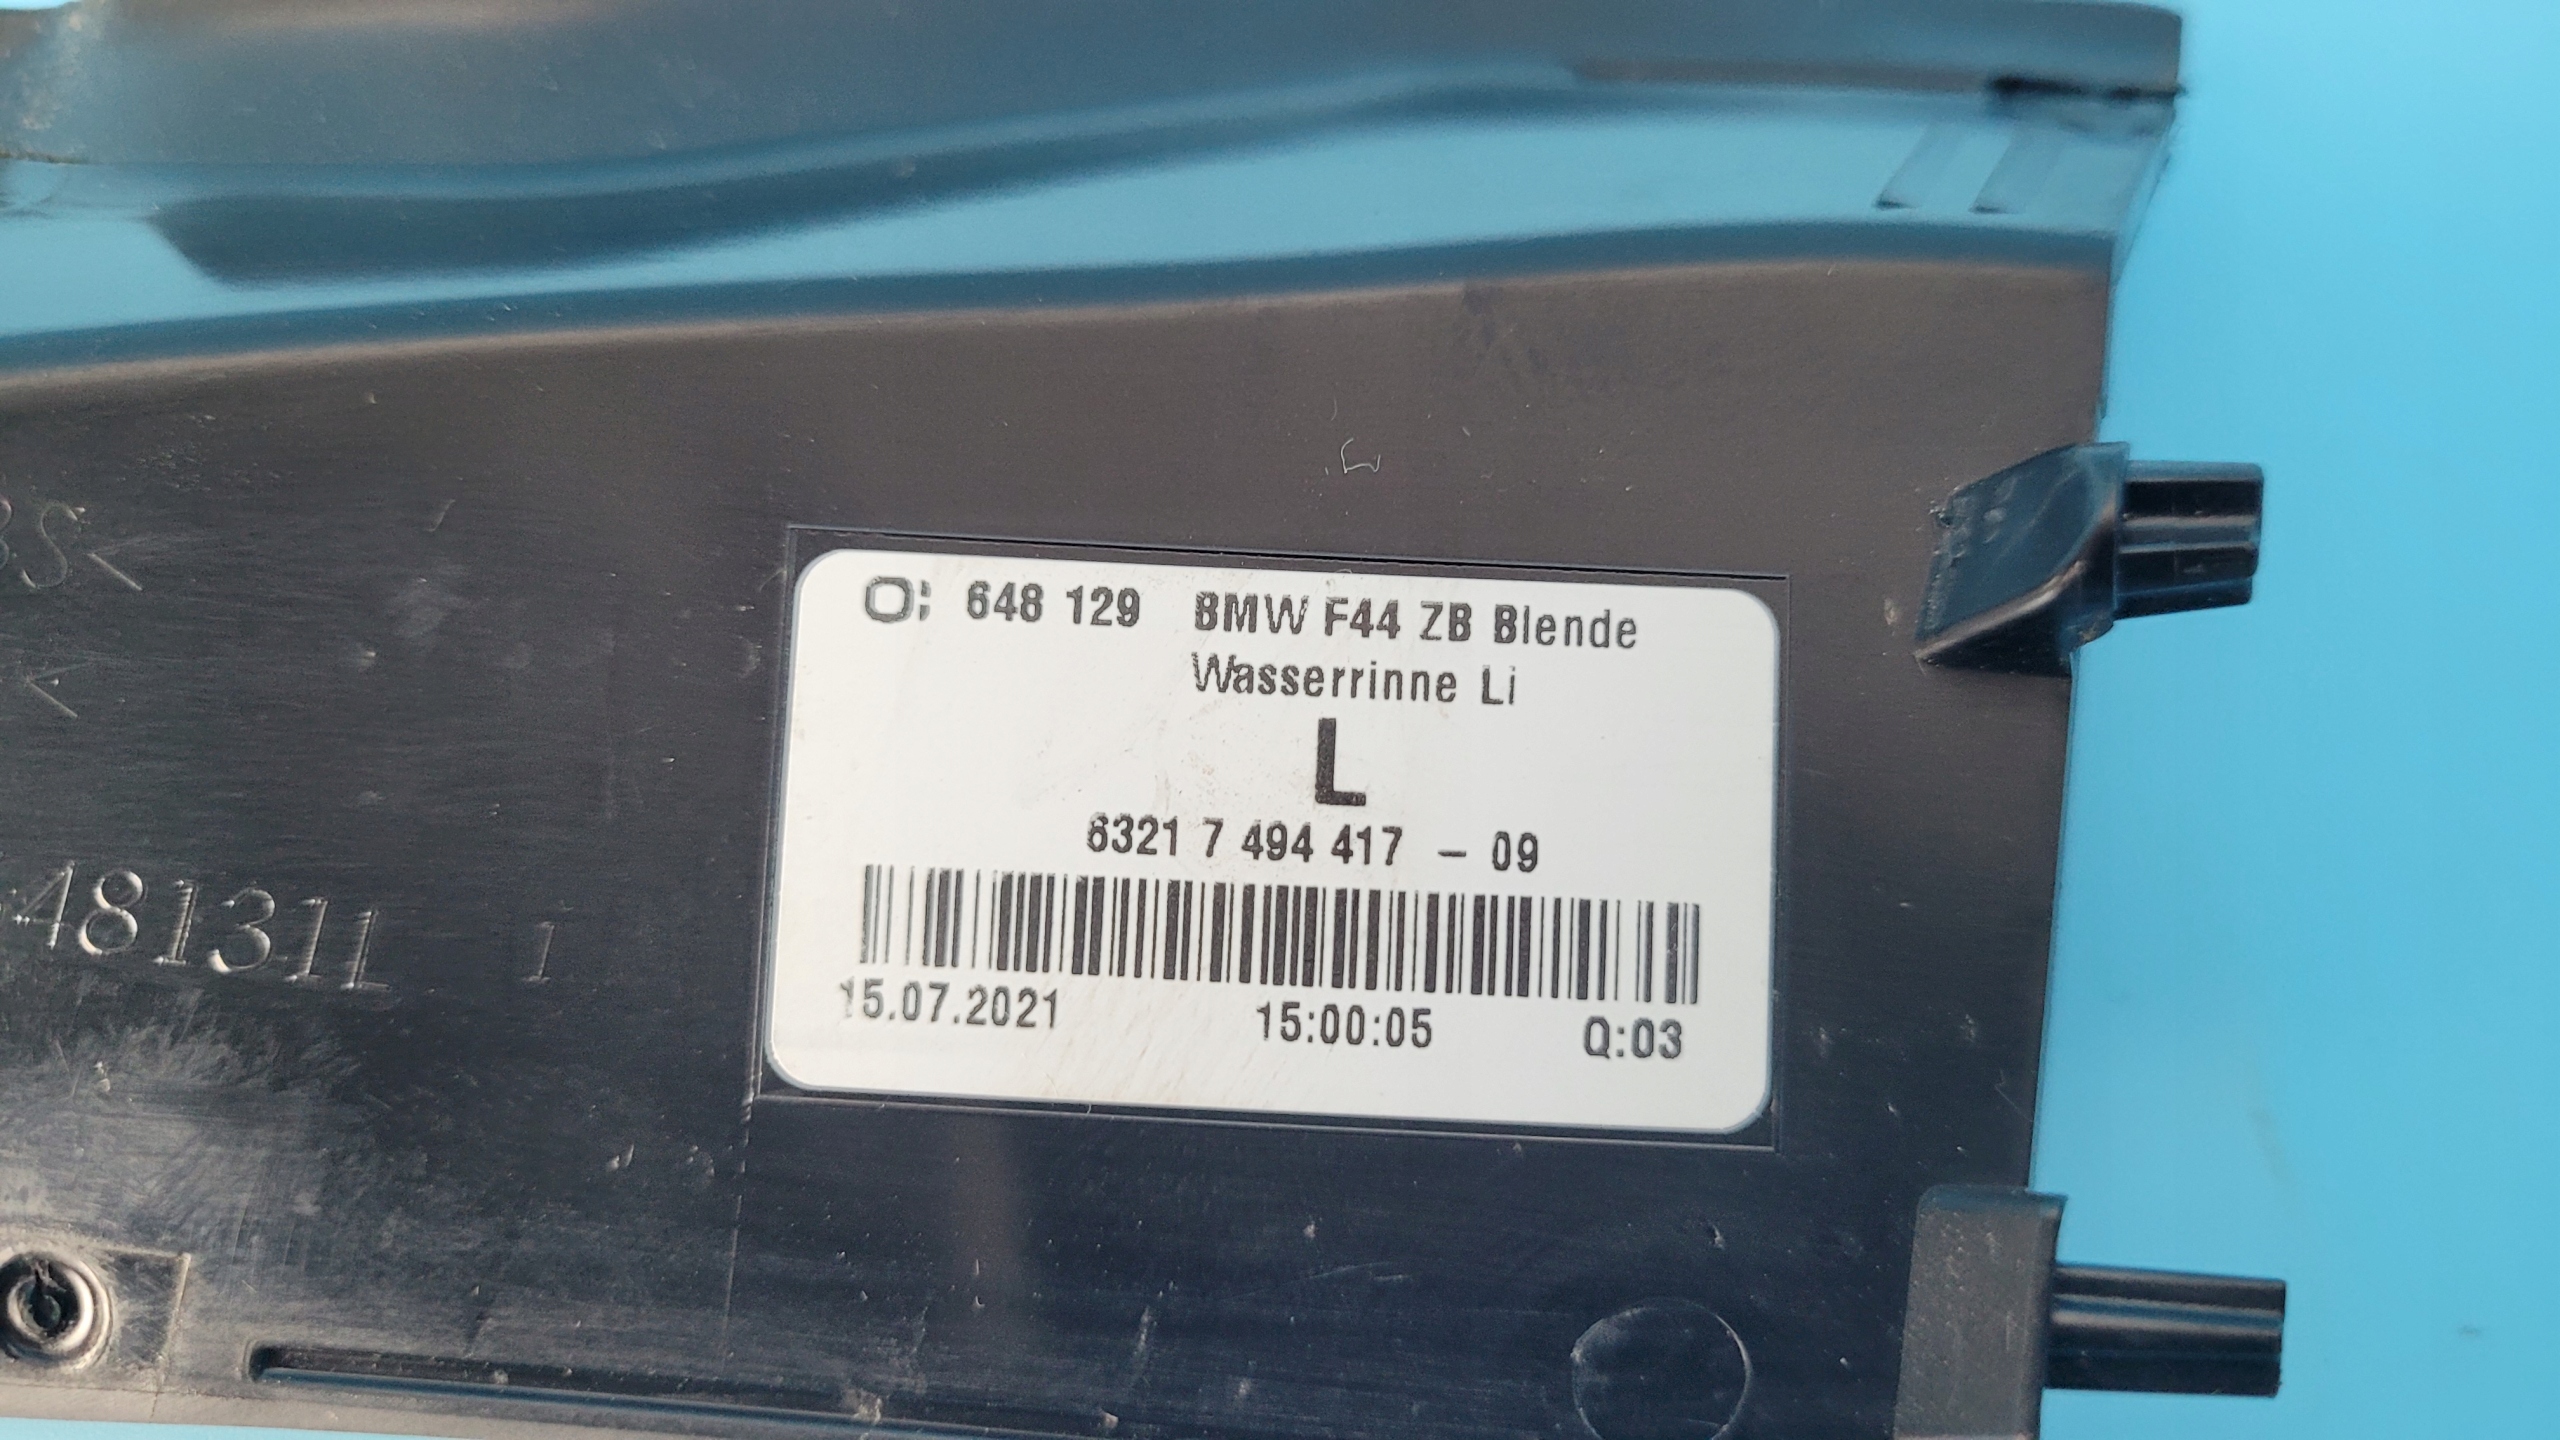 648 129 BMW F44 ZB Blende
Wasserrinne Li
L
6321 7 494 417 - 09
15.07.2021 15:00:05 Q:03
481311 1